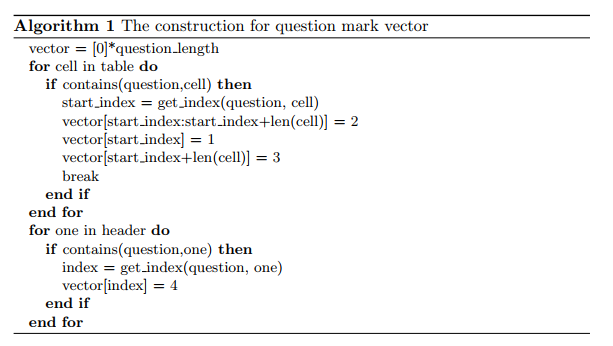 Algorithm 1 The construction for question mark vector
vector = [0]*question_length
for cell in table do
if contains(question,cell) then
start_index = get_index(question, cell)
vector[start_index:start_index+len(cell)] = 2
vector[start_index] = 1
vector[start_index+len(cell)] = 3
break
end if
end for
for one in header do
if contains(question,one) then
index = get_index(question, one)
vector[index] = 4
end if
end for